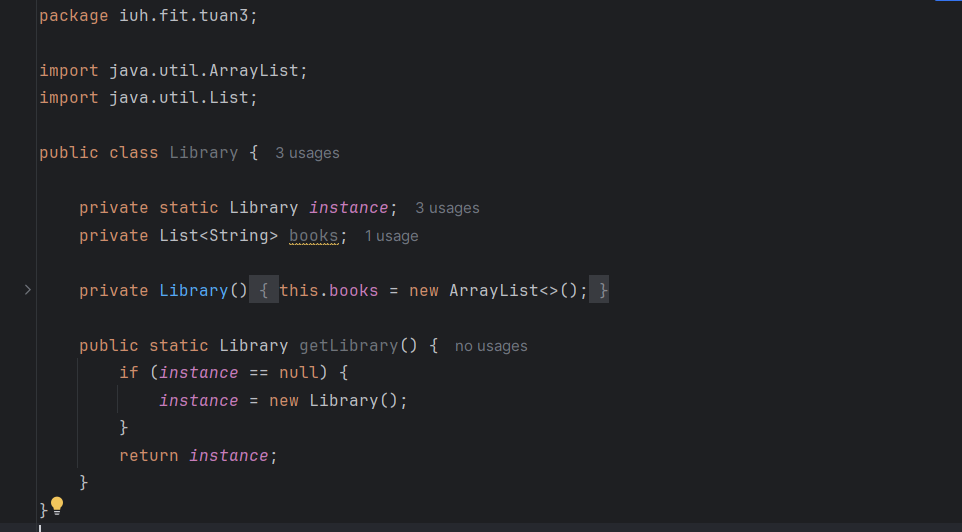 package iuh.fit.tuan3;
import java.util.ArrayList;
import java.util.List;
public class Library { 3 usages
private static Library instance; 3 usages
private List<String> books; 1 usage
private Library() { this.books = new ArrayList<>(); }
public static Library getLibrary() { no usages
if (instance == null) {
instance = new Library();
}
return instance;
}
}